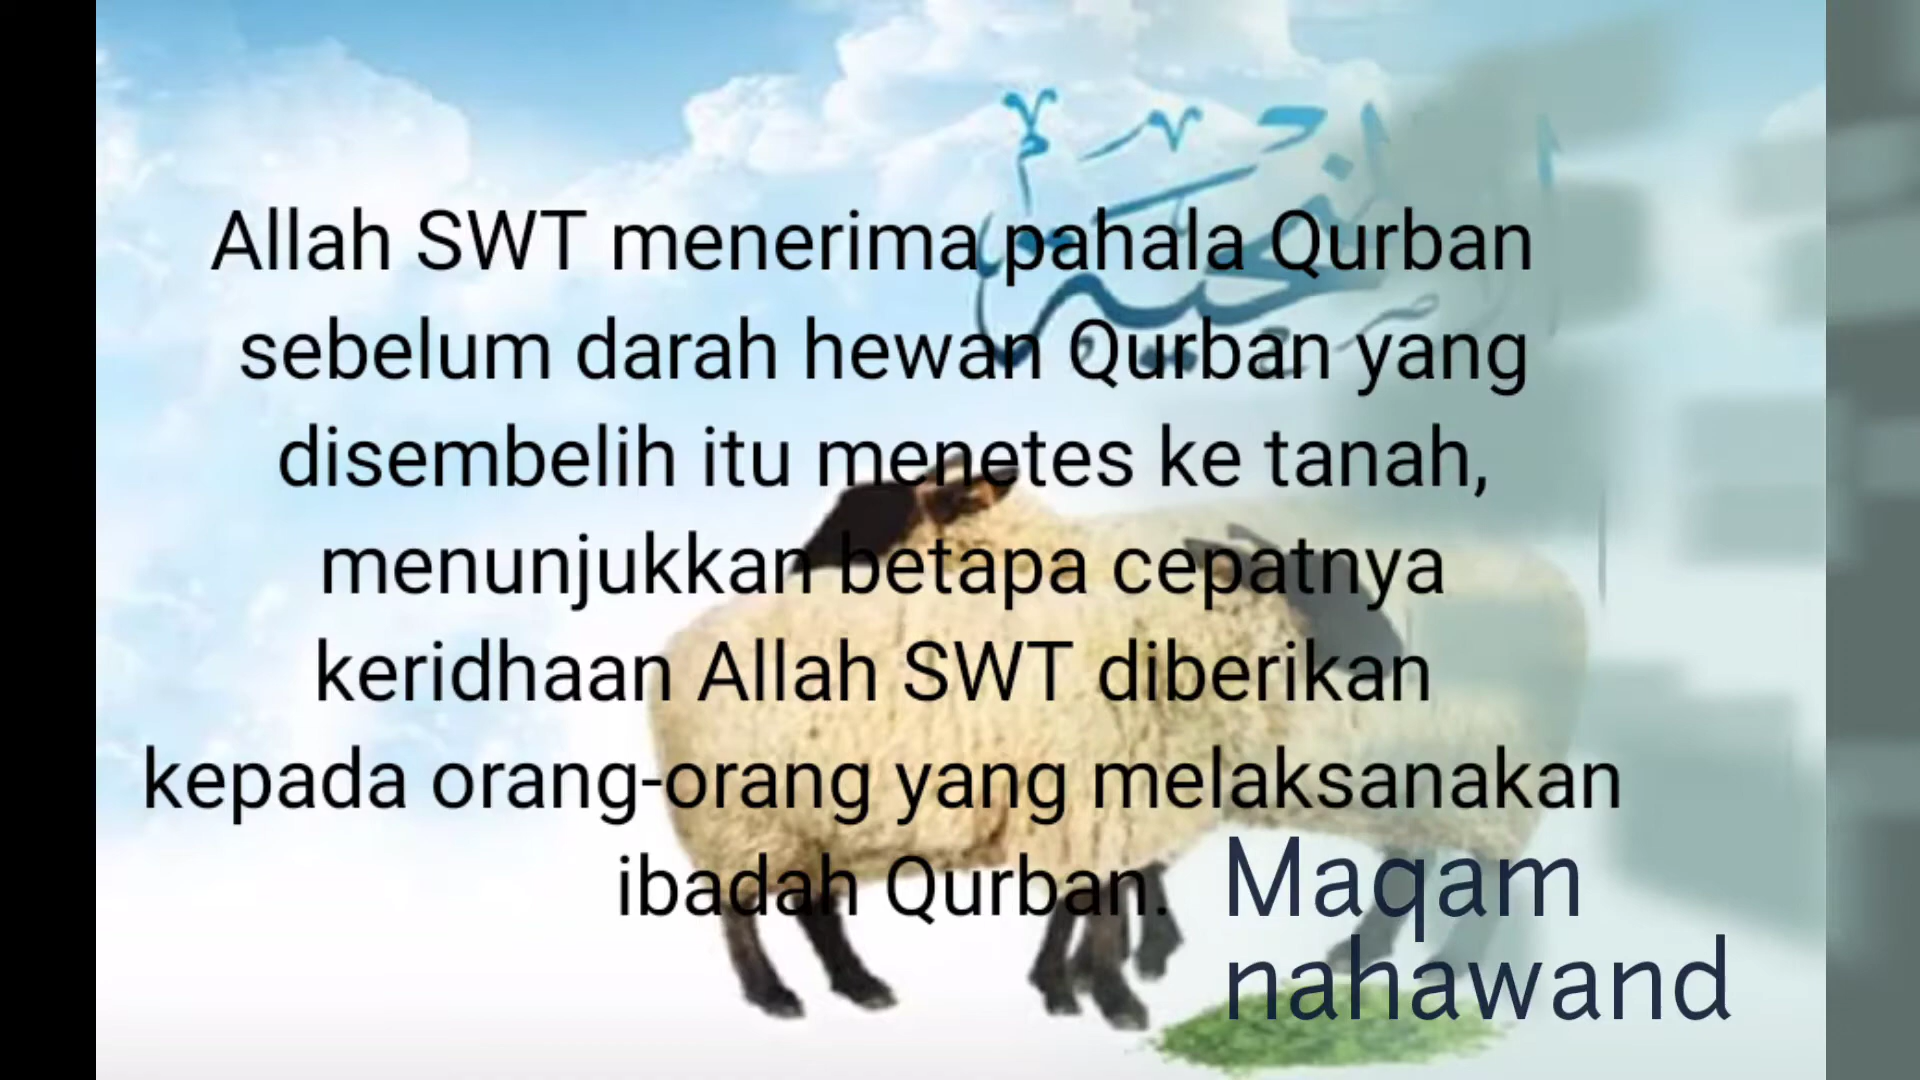 Allah SWT menerima pahala Qurban
sebelum darah hewan Qurban yang
disembelih itu menetes ke tanah,
menunjukkan betapa cepatnya
keridhaan Allah SWT diberikan
kepada orang-orang yang melaksanakan
ibadah Qurban.
Maqam
nahawand